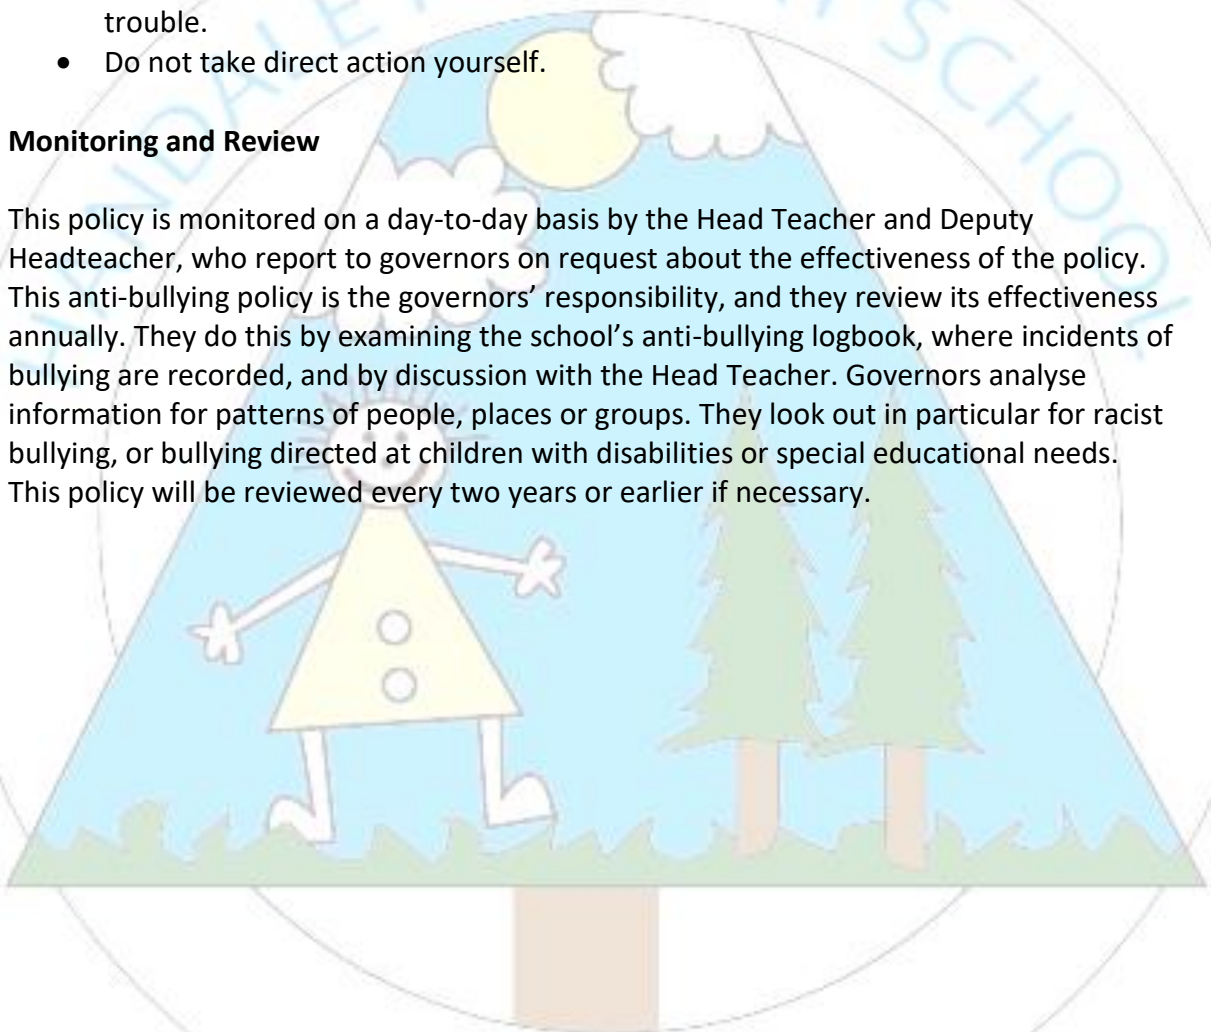 trouble.
• Do not take direct action yourself.
Monitoring and Review
This policy is monitored on a day-to-day basis by the Head Teacher and Deputy
Headteacher, who report to governors on request about the effectiveness of the policy.
This anti-bullying policy is the governors’ responsibility, and they review its effectiveness
annually. They do this by examining the school’s anti-bullying logbook, where incidents of
bullying are recorded, and by discussion with the Head Teacher. Governors analyse
information for patterns of people, places or groups. They look out in particular for racist
bullying, or bullying directed at children with disabilities or special educational needs.
This policy will be reviewed every two years or earlier if necessary.
SCHOOL